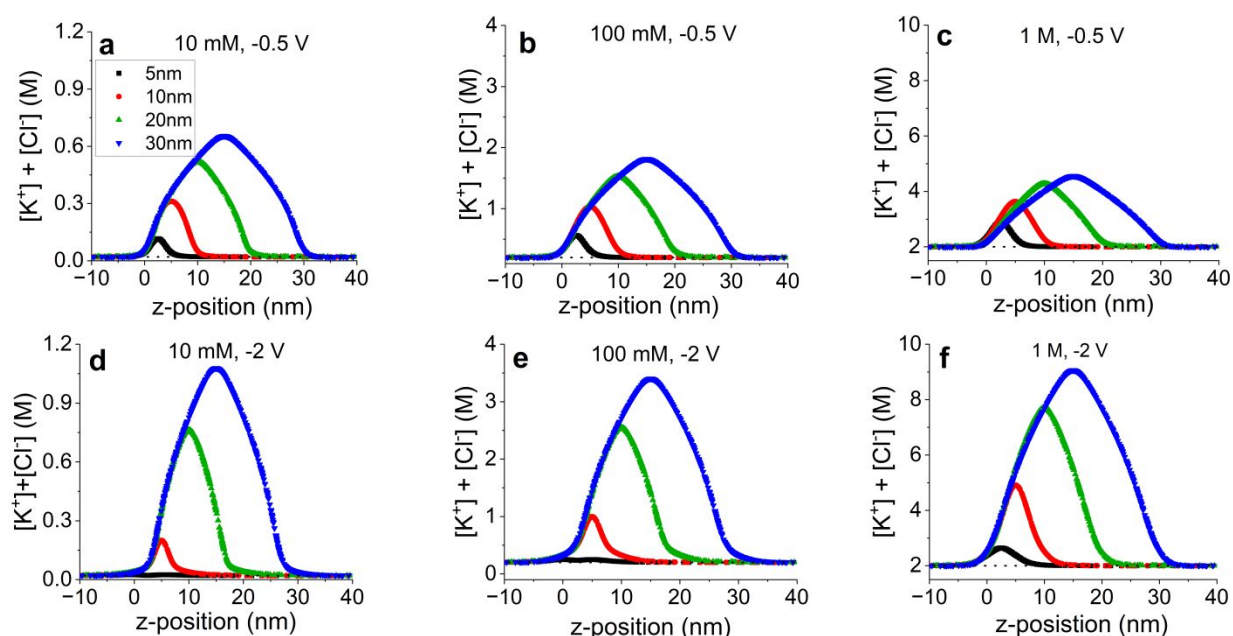 a
10 mM, -0.5 V
5nm
10nm
20nm
30nm
[K⁺] + [Cl⁻] (M)
1.2
0.9
0.6
0.3
0.0
−10 0 10 20 30 40
z-position (nm)
b
100 mM, -0.5 V
[K⁺] + [Cl⁻] (M)
4
3
2
1
−10 0 10 20 30 40
z-position (nm)
c
1 M, -0.5 V
[K⁺] + [Cl⁻] (M)
10
8
6
4
2
−10 0 10 20 30 40
z-position (nm)
d
10 mM, -2 V
[K⁺]+[Cl⁻] (M)
1.2
0.9
0.6
0.3
0.0
−10 0 10 20 30 40
z-position (nm)
e
100 mM, -2 V
[K⁺] + [Cl⁻] (M)
4
3
2
1
0
−10 0 10 20 30 40
z-position (nm)
f
1 M, -2 V
[K⁺] + [Cl⁻] (M)
10
8
6
4
2
−10 0 10 20 30 40
z-posistion (nm)